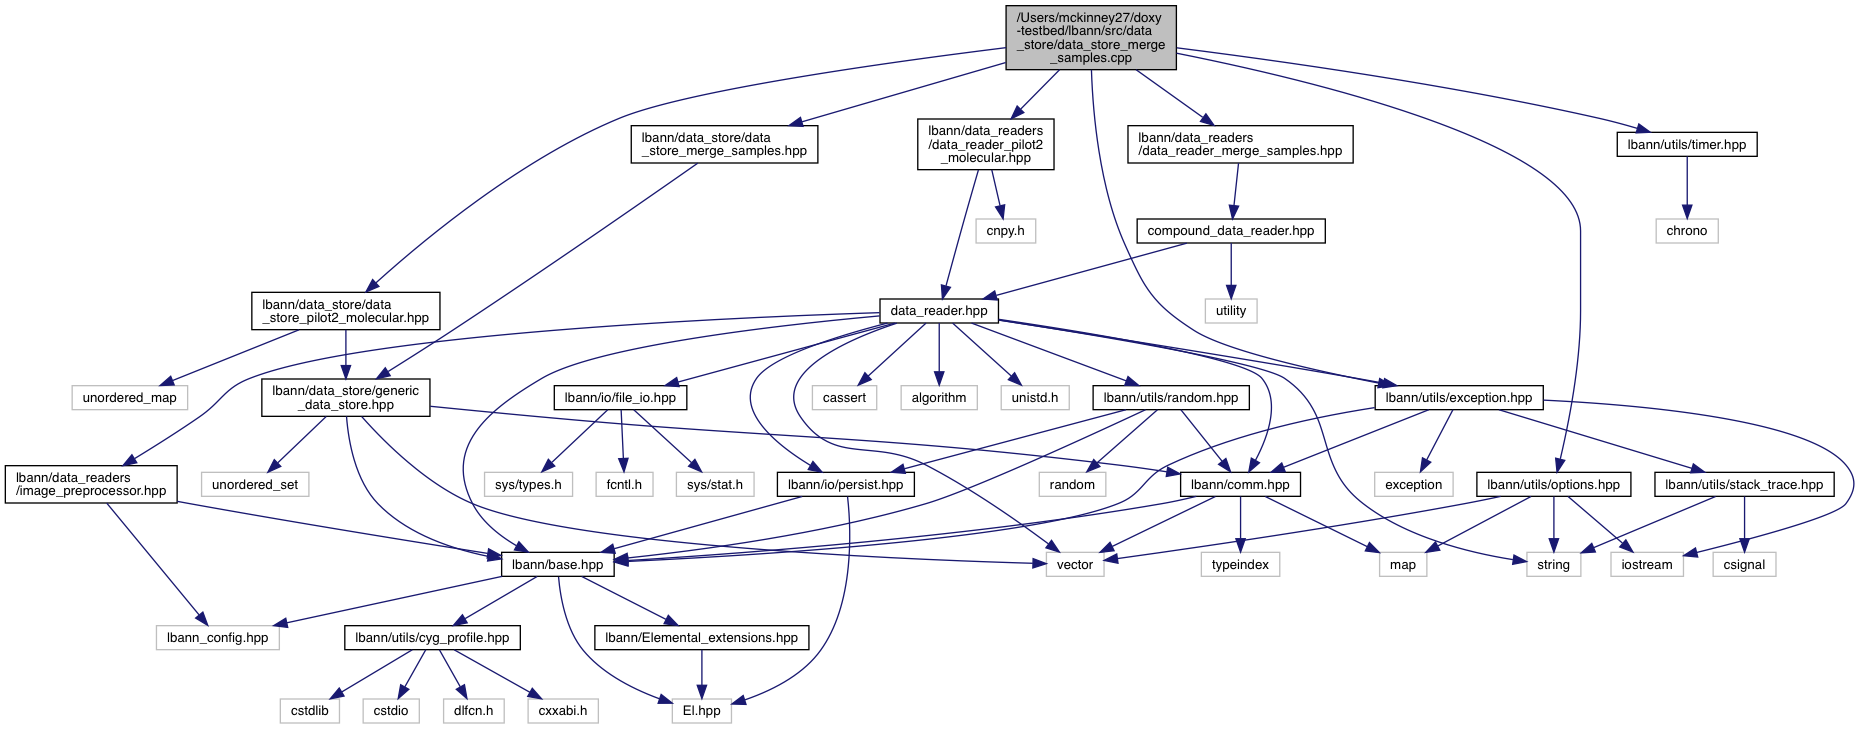 /Users/mckinney27/doxy
-testbed/lbann/src/data
_store/data_store_merge
_samples.cpp
lbann/data_store/data
_store_merge_samples.hpp
lbann/data_readers
/data_reader_pilot2
_molecular.hpp
lbann/data_readers
/data_reader_merge_samples.hpp
lbann/utils/timer.hpp
cnpy.h
compound_data_reader.hpp
chrono
lbann/data_store/data
_store_pilot2_molecular.hpp
data_reader.hpp
utility
unordered_map
lbann/data_store/generic
_data_store.hpp
lbann/io/file_io.hpp
cassert
algorithm
unistd.h
lbann/utils/random.hpp
lbann/utils/exception.hpp
lbann/data_readers
/image_preprocessor.hpp
unordered_set
sys/types.h
fcntl.h
sys/stat.h
lbann/io/persist.hpp
random
lbann/comm.hpp
exception
lbann/utils/options.hpp
lbann/utils/stack_trace.hpp
lbann/base.hpp
vector
typeindex
map
string
iostream
csignal
lbann_config.hpp
lbann/utils/cyg_profile.hpp
lbann/Elemental_extensions.hpp
cstdlib
cstdio
dlfcn.h
cxxabi.h
El.hpp